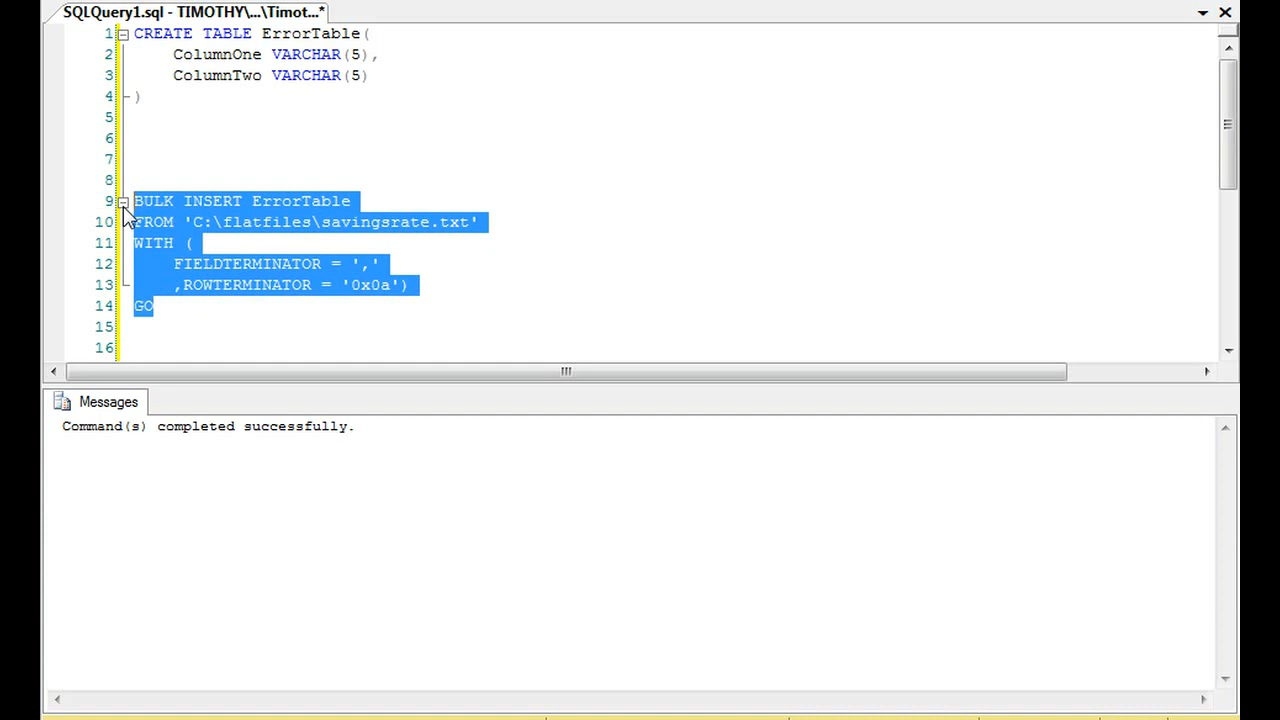 SQLQuery1.sql - TIMOTHY\...\Timot...*
1 CREATE TABLE ErrorTable(
2 ColumnOne VARCHAR(5),
3 ColumnTwo VARCHAR(5)
4 )
5
6
7
8
9 BULK INSERT ErrorTable
10 FROM 'C:\flatfiles\savingsrate.txt'
11 WITH (
12 FIELDTERMINATOR = ','
13 ,ROWTERMINATOR = '0x0a')
14 GO
15
16
Messages
Command(s) completed successfully.